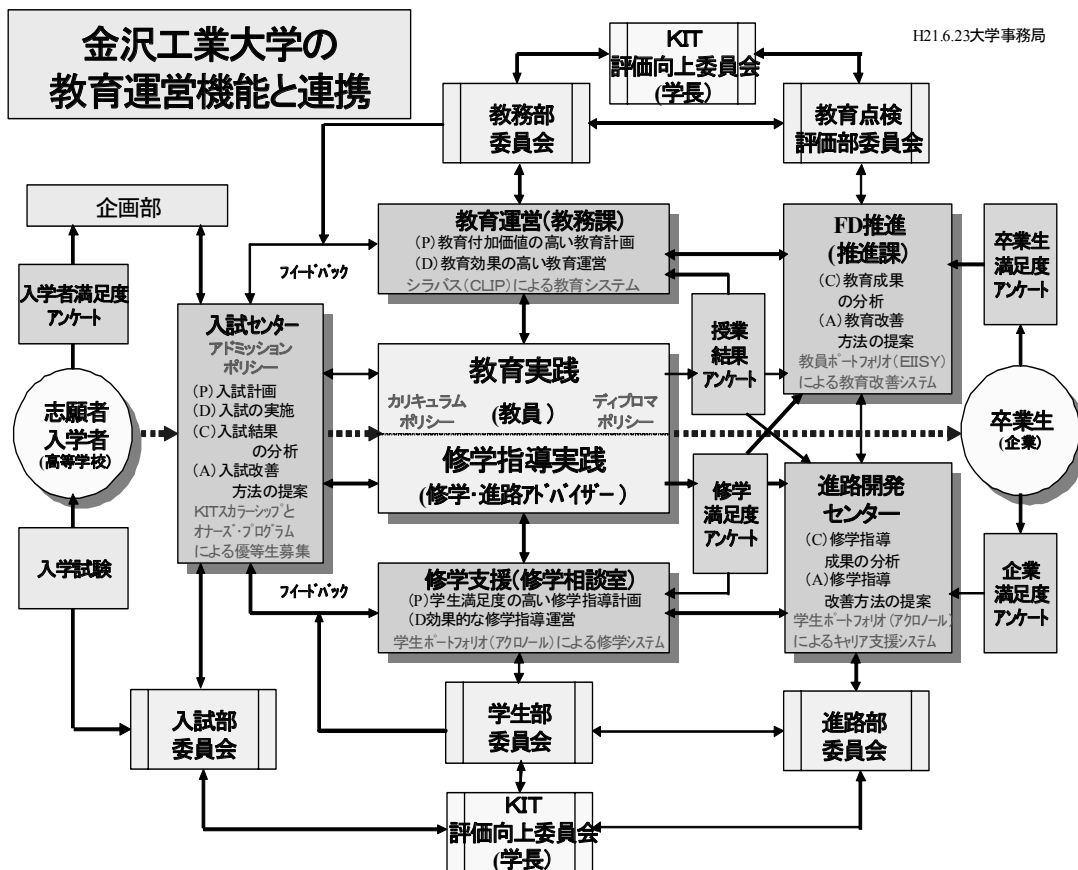 金沢工業大学の
教育運営機能と連携
H21.6.23大学事務局
KIT
評価向上委員会
(学長)
教務部
委員会
教育点検
評価部委員会
企画部
入学者満足度
アンケート
志願者
入学者
(高等学校)
入学試験
フィードバック
入試センター
アドミッション
ポリシー
(P)入試計画
(D)入試の実施
(C)入試結果
の分析
(A)入試改善
方法の提案
KITスカラーシップと
オナーズ・プログラム
による優等生募集
フィードバック
教育運営(教務課)
(P)教育付加価値の高い教育計画
(D)教育効果の高い教育運営
シラバス(CLIP)による教育システム
教育実践
(教員)
カリキュラム
ポリシー
ディプロマ
ポリシー
修学指導実践
(修学・進路アドバイザー)
修学支援(修学相談室)
(P)学生満足度の高い修学指導計画
(D効果的な修学指導運営
学生ポートフォリオ(アクロノール)による修学システム
授業
結果
アンケート
修学
満足度
アンケート
FD推進
(推進課)
(C)教育成果
の分析
(A)教育改善
方法の提案
教員ポートフォリオ(EIISY)
による教育改善システム
進路開発
センター
(C)修学指導
成果の分析
(A)修学指導
改善方法の提案
学生ポートフォリオ(アクロノール)
によるキャリア支援システム
卒業生
満足度
アンケート
卒業生
(企業)
企業
満足度
アンケート
入試部
委員会
学生部
委員会
進路部
委員会
KIT
評価向上委員会
(学長)